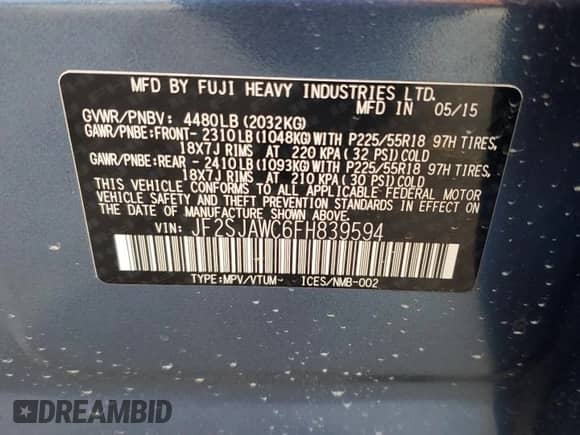 MFD BY FUJI HEAVY INDUSTRIES LTD.
MFD IN 05/15
GVWR/PNBV: 4480LB(2032KG)
GAWR/PNBE:FRONT-2310LB(1048KG)WITH P225/55R18 97H TIRES,
18X7J RIMS AT 220 KPA(32 PSI)COLD
GAWR/PNBE:REAR -2410LB(1093KG)WITH P225/55R18 97H TIRES,
18X7J RIMS AT 210 KPA(30 PSI)COLD
THIS VEHICLE CONFORMS TO ALL APPLICABLE FEDERAL MOTOR
VEHICLE SAFETY AND THEFT PREVENTION STANDARDS IN EFFECT
ON THE DATE OF MANUFACTURE SHOWN ABOVE.
VIN: JF2SJAWC6FH839594
TYPE:MPV/VTUM- ICES/NMB-002
DREAMBID